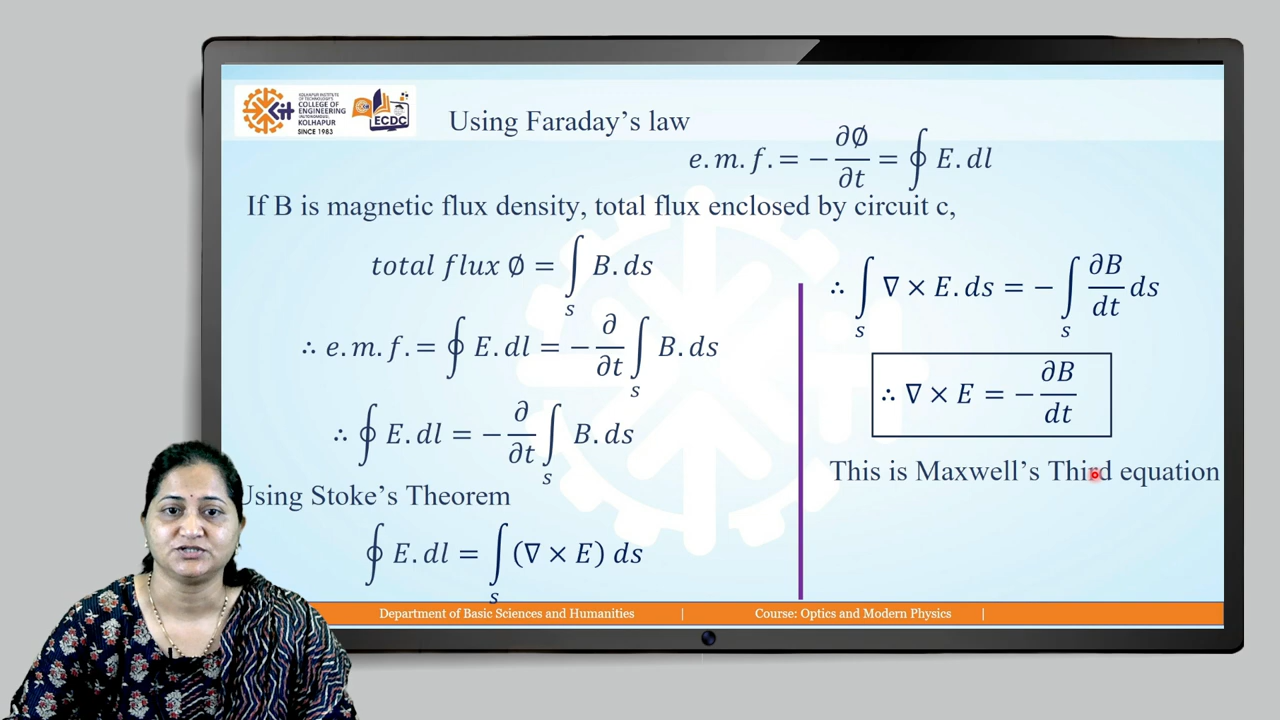 KOLHAPUR INSTITUTE
OF TECHNOLOGY'S
COLLEGE OF
ENGINEERING
(AUTONOMOUS)
KOLHAPUR
SINCE 1983
Kit
ECDC
Using Faraday's law
e.m.f. = −∂∅/∂t = ∮ E.dl
If B is magnetic flux density, total flux enclosed by circuit c,
total flux ∅ = ∫s B.ds
∴ e.m.f. = ∮ E.dl = −∂/∂t ∫s B.ds
∴ ∮ E.dl = −∂/∂t ∫s B.ds
Using Stoke's Theorem
∮ E.dl = ∫s (∇ × E) ds
∴ ∫s ∇ × E.ds = −∫s ∂B/dt ds
∴ ∇ × E = −∂B/dt
This is Maxwell's Third equation
Department of Basic Sciences and Humanities | Course: Optics and Modern Physics |